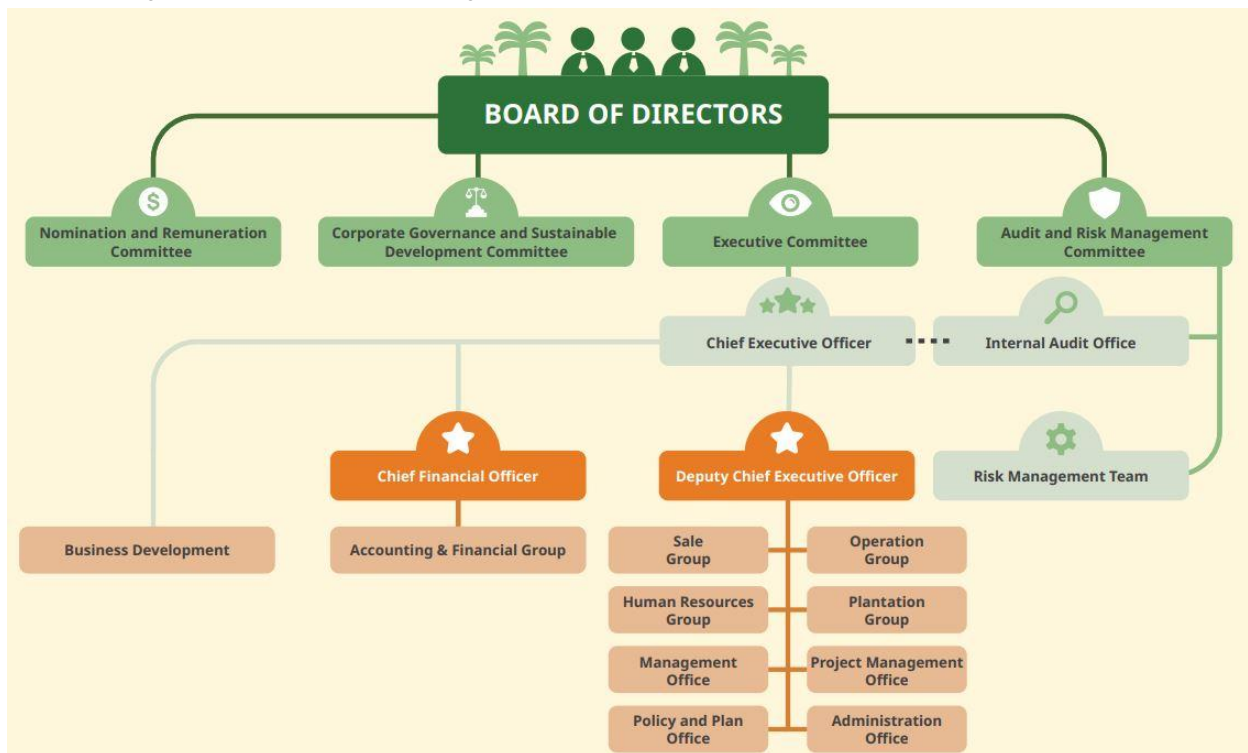 BOARD OF DIRECTORS
Nomination and Remuneration
Committee
Corporate Governance and Sustainable
Development Committee
Executive Committee
Audit and Risk Management
Committee
Chief Executive Officer
Internal Audit Office
Chief Financial Officer
Deputy Chief Executive Officer
Risk Management Team
Business Development
Accounting & Financial Group
Sale
Group
Operation
Group
Human Resources
Group
Plantation
Group
Management
Office
Project Management
Office
Policy and Plan
Office
Administration
Office